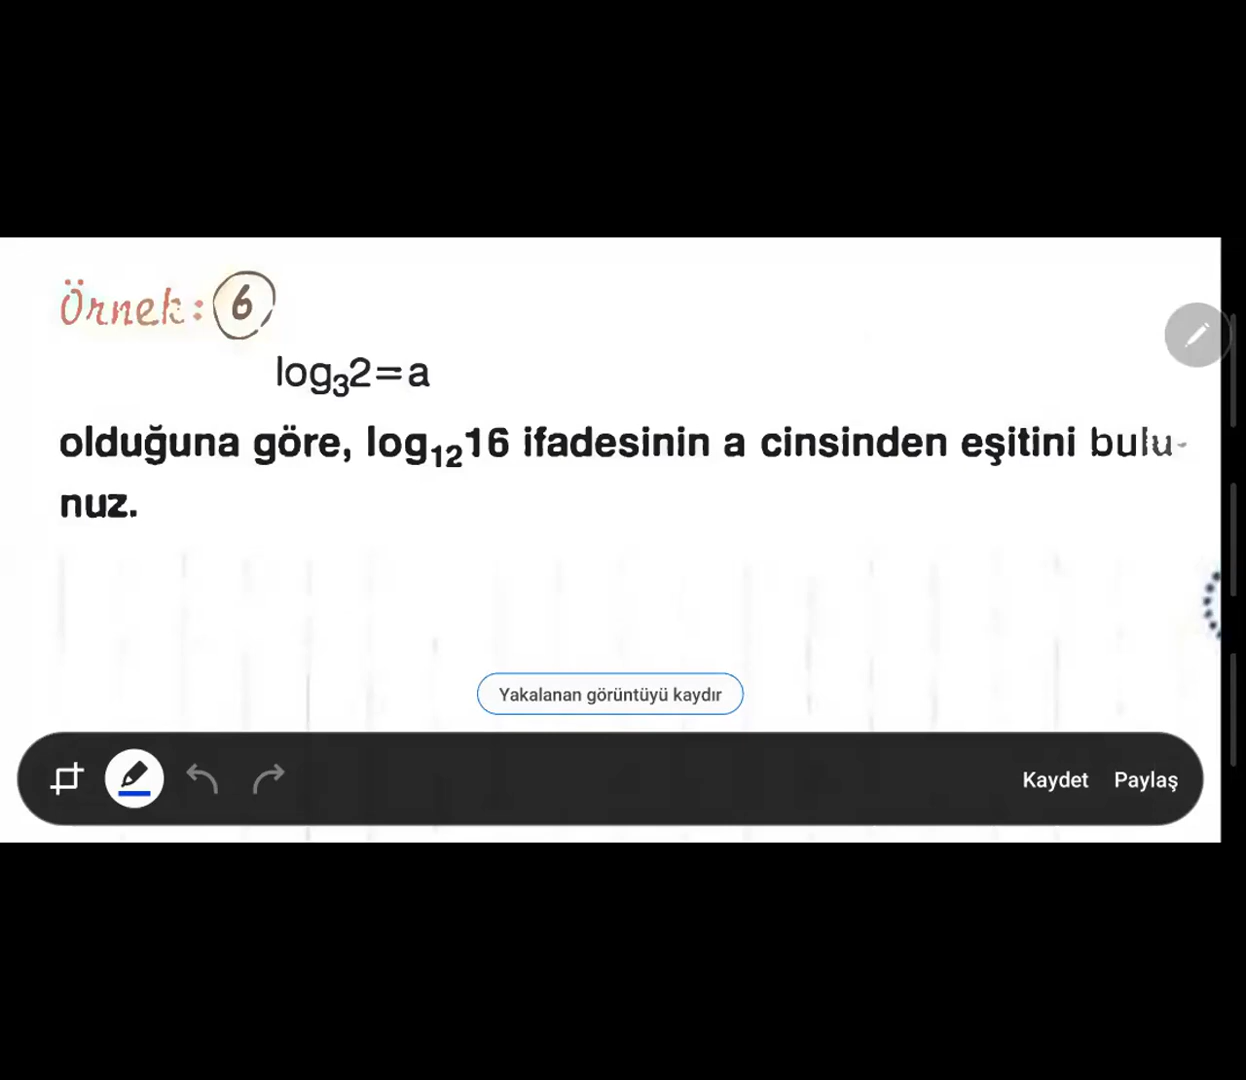 Örnek: 6
log₃2=a
olduğuna göre, log₁₂16 ifadesinin a cinsinden eşitini bulu-
nuz.
Yakalanan görüntüyü kaydır
Kaydet Paylaş